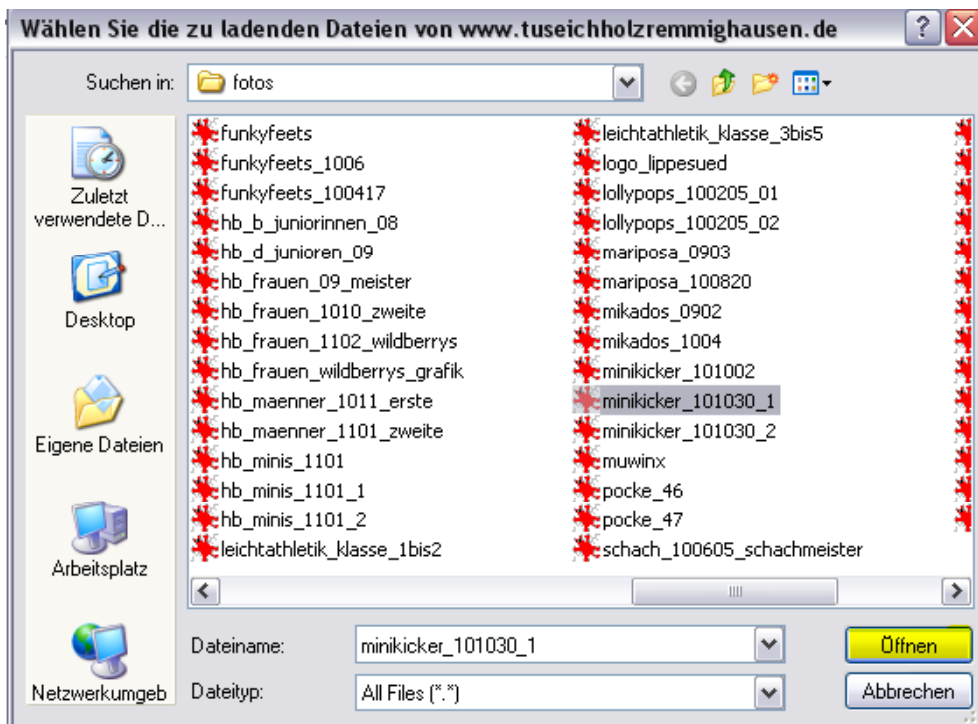 Wählen Sie die zu ladenden Dateien von www.tuseichholzremmighausen.de
Suchen in:
fotos
Zuletzt
verwendete D...
Desktop
Eigene Dateien
Arbeitsplatz
Netzwerkumgeb
funkyfeets
funkyfeets_1006
funkyfeets_100417
hb_b_juniorinnen_08
hb_d_junioren_09
hb_frauen_09_meister
hb_frauen_1010_zweite
hb_frauen_1102_wildberrys
hb_frauen_wildberrys_grafik
hb_maenner_1011_erste
hb_maenner_1101_zweite
hb_minis_1101
hb_minis_1101_1
hb_minis_1101_2
leichtathletik_klasse_1bis2
leichtathletik_klasse_3bis5
logo_lippesued
lollypops_100205_01
lollypops_100205_02
mariposa_0903
mariposa_100820
mikados_0902
mikados_1004
minikicker_101002
minikicker_101030_1
minikicker_101030_2
muwinx
pocke_46
pocke_47
schach_100605_schachmeister
Dateiname:
minikicker_101030_1
Öffnen
Dateityp:
All Files (*.*)
Abbrechen